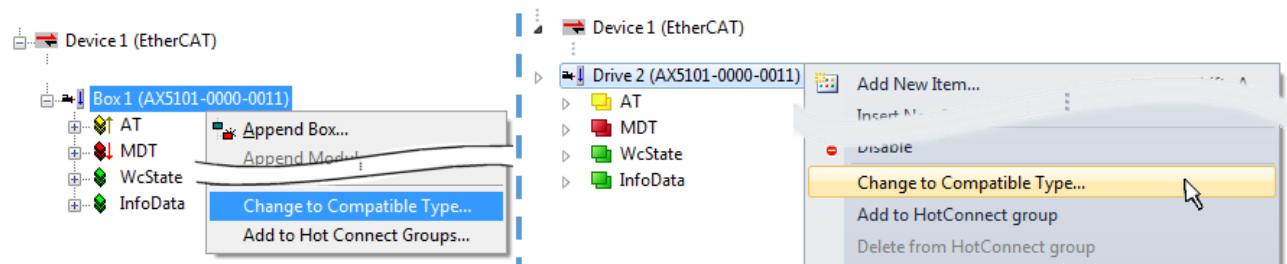 Device 1 (EtherCAT)
Box 1 (AX5101-0000-0011)
AT
MDT
WcState
InfoData
Append Box...
Append Modul
Change to Compatible Type...
Add to Hot Connect Groups...
Device 1 (EtherCAT)
Drive 2 (AX5101-0000-0011)
AT
MDT
WcState
InfoData
Add New Item...
Insert
Disable
Change to Compatible Type...
Add to HotConnect group
Delete from HotConnect group